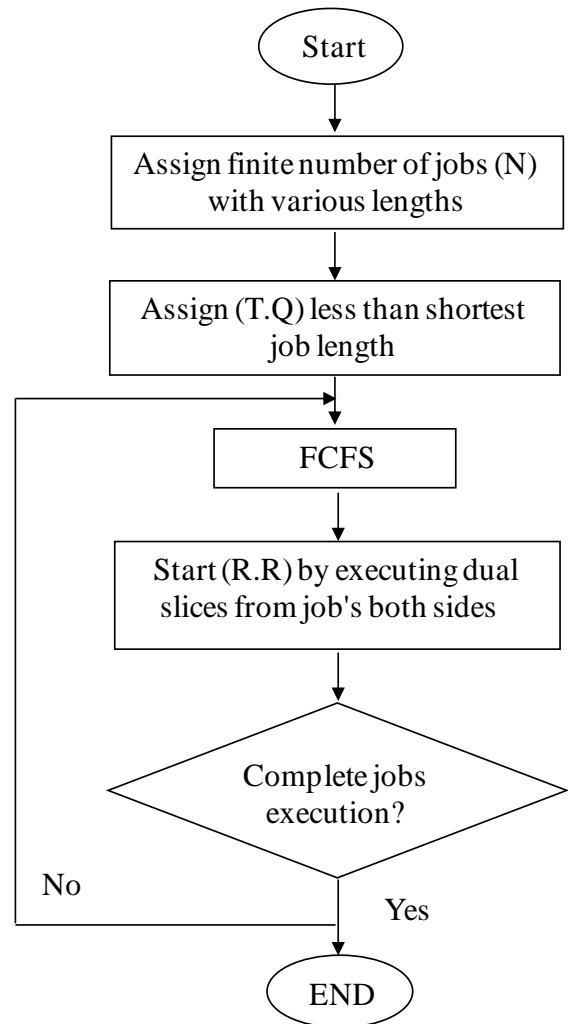 Start
Assign finite number of jobs (N)
with various lengths
Assign (T.Q) less than shortest
job length
FCFS
Start (R.R) by executing dual
slices from job's both sides
Complete jobs
execution?
No
Yes
END